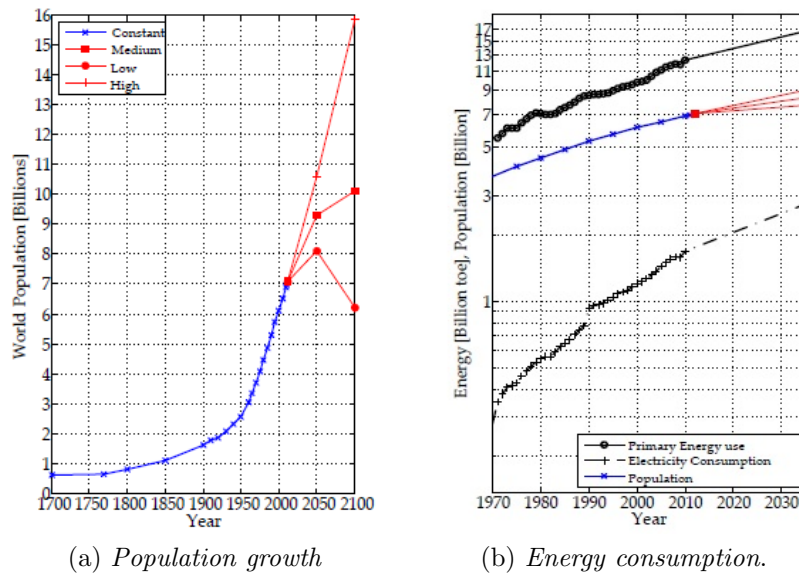 16
15
14
13
12
11
10
9
8
7
6
5
4
3
2
1
0
World Population [Billions]
Constant
Medium
Low
High
1700 1800 1850 1900 1950 2000 2050 2100
Year
(a) Population growth
17
15
13
11
9
7
5
3
1
Energy [Billion toe], Population [Billion]
Primary Energy use
Electricity Consumption
Population
1970 1980 1990 2000 2010 2020 2030
Year
(b) Energy consumption.